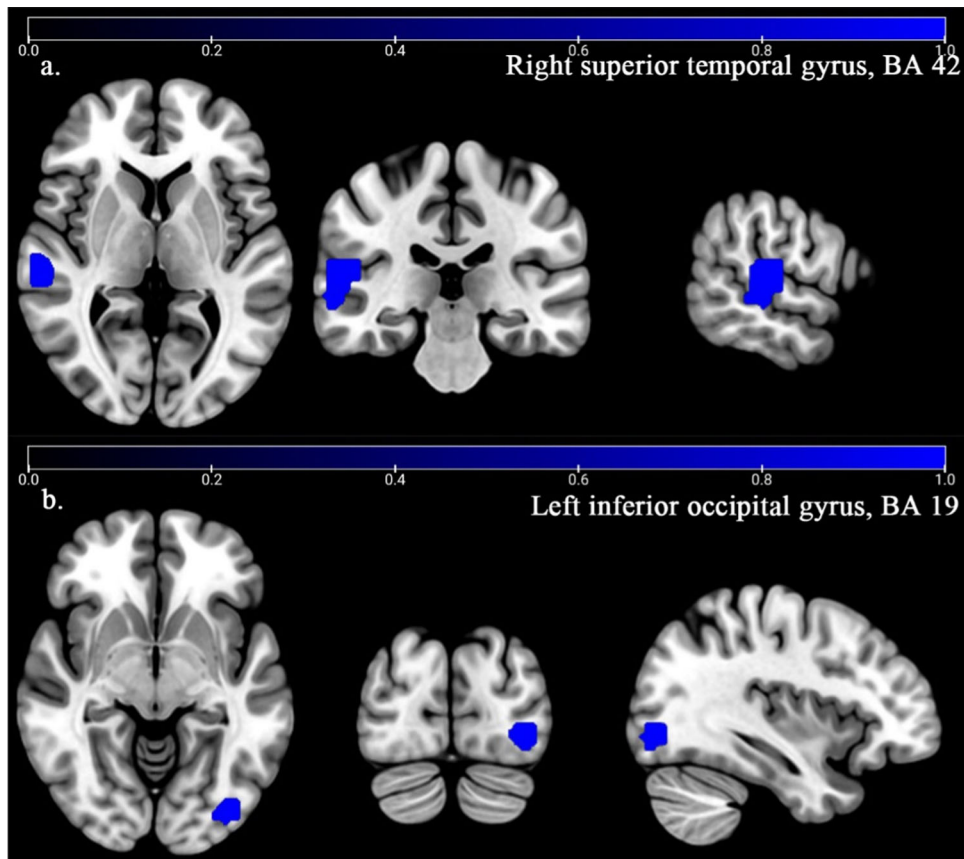 0.0 0.2 0.4 0.6 0.8 1.0
a.
Right superior temporal gyrus, BA 42
0.0 0.2 0.4 0.6 0.8 1.0
b.
Left inferior occipital gyrus, BA 19